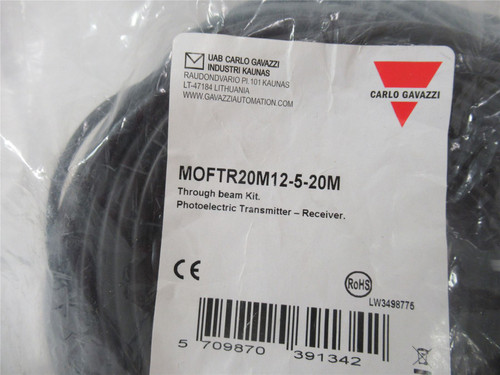 UAB CARLO GAVAZZI
INDUSTRI KAUNAS
RAUDONDVARIO Pl. 101 KAUNAS
LT-47184 LITHUANIA
WWW.GAVAZZIAUTOMATION.COM
CARLO GAVAZZI
MOFTR20M12-5-20M
Through beam Kit.
Photoelectric Transmitter – Receiver.
CE
RoHS
LW3498775
5 709870 391342